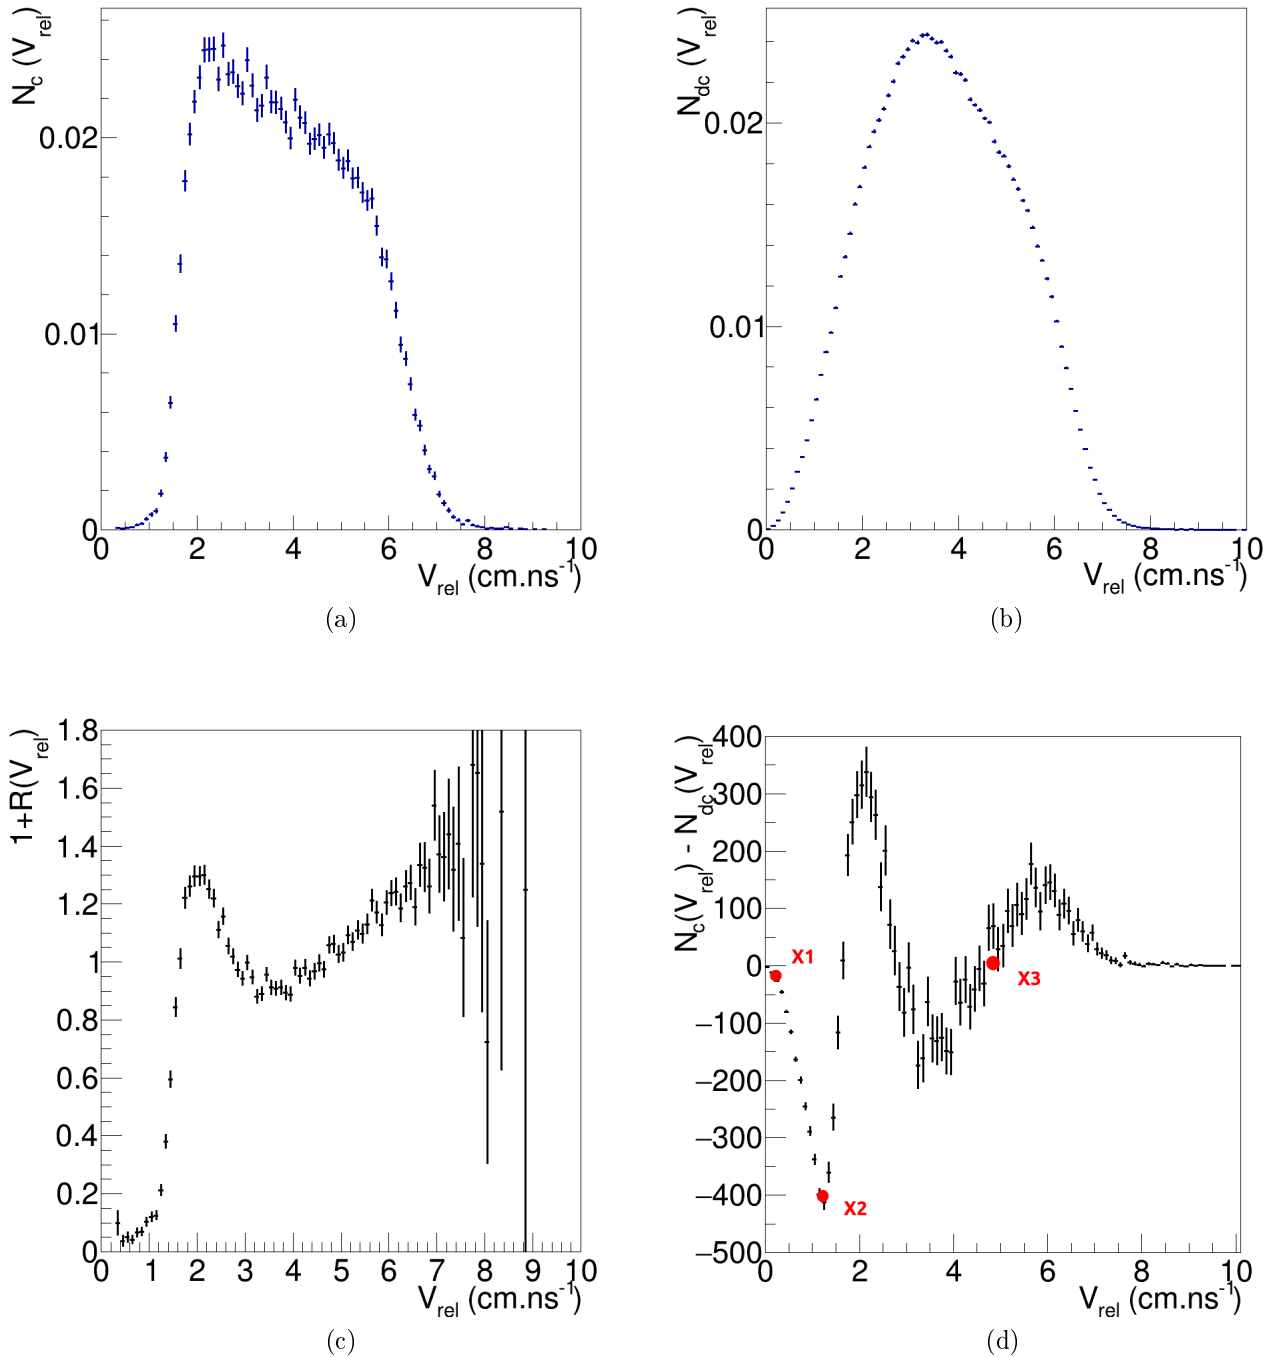 N_c (V_rel)
0.02
0.01
0
0 2 4 6 8 10
V_rel (cm.ns^-1)
(a)
N_dc (V_rel)
0.02
0.01
0
0 2 4 6 8 10
V_rel (cm.ns^-1)
(b)
1+R(V_rel)
1.8
1.6
1.4
1.2
1
0.8
0.6
0.4
0.2
0
0 1 2 3 4 5 6 7 8 9 10
V_rel (cm.ns^-1)
(c)
N_c(V_rel) - N_dc(V_rel)
400
300
200
100
0
−100
−200
−300
−400
−500
X1
X2
X3
0 2 4 6 8 10
V_rel (cm.ns^-1)
(d)